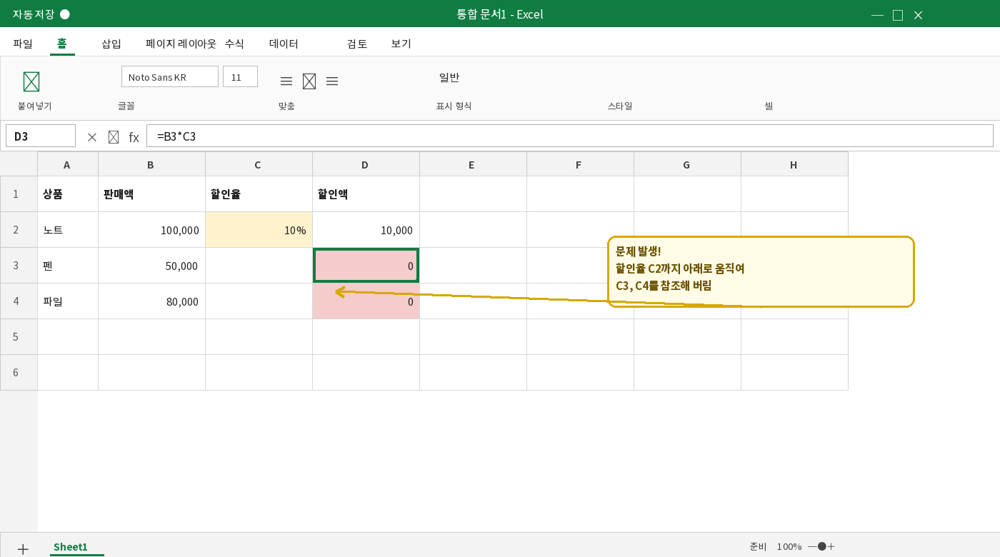 자동 저장 통합 문서1 - Excel
파일 홈 삽입 페이지 레이아웃 수식 데이터 검토 보기
Noto Sans KR 11 일반
붙여넣기 글꼴 맞춤 표시 형식 스타일 셀
D3 fx =B3*C3
A B C D E F G H
1 상품 판매액 할인율 할인액
2 노트 100,000 10% 10,000
3 펜 50,000 0
4 파일 80,000 0
5
6
문제 발생!
할인율 C2까지 아래로 움직여
C3, C4를 참조해 버림
Sheet1 준비 100%